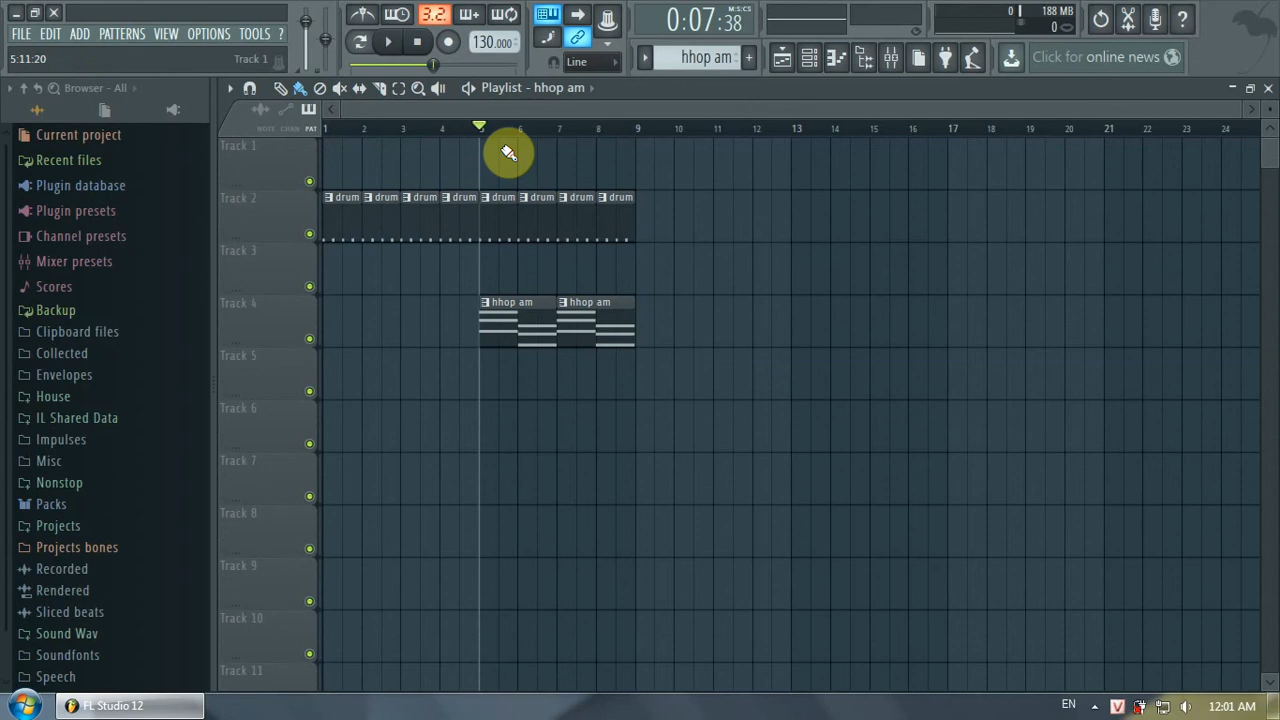 0:07:38
M:S:CS
3.2.
188 MB
0
0
FILE EDIT ADD PATTERNS VIEW OPTIONS TOOLS ?
130.000
Line
hhop am
Click for online news
5:11:20
Track 1
Browser - All
Playlist - hhop am
NOTE CHAN PAT
1 2 3 4 5 6 7 8 9 10 11 12 13 14 15 16 17 18 19 20 21 22 23 24
Current project
Recent files
Plugin database
Plugin presets
Channel presets
Mixer presets
Scores
Backup
Clipboard files
Collected
Envelopes
House
IL Shared Data
Impulses
Misc
Nonstop
Packs
Projects
Projects bones
Recorded
Rendered
Sliced beats
Sound Wav
Soundfonts
Speech
Track 1
Track 2
drum drum drum drum drum drum drum drum
Track 3
Track 4
hhop am hhop am
Track 5
Track 6
Track 7
Track 8
Track 9
Track 10
Track 11
FL Studio 12
EN
V
12:01 AM